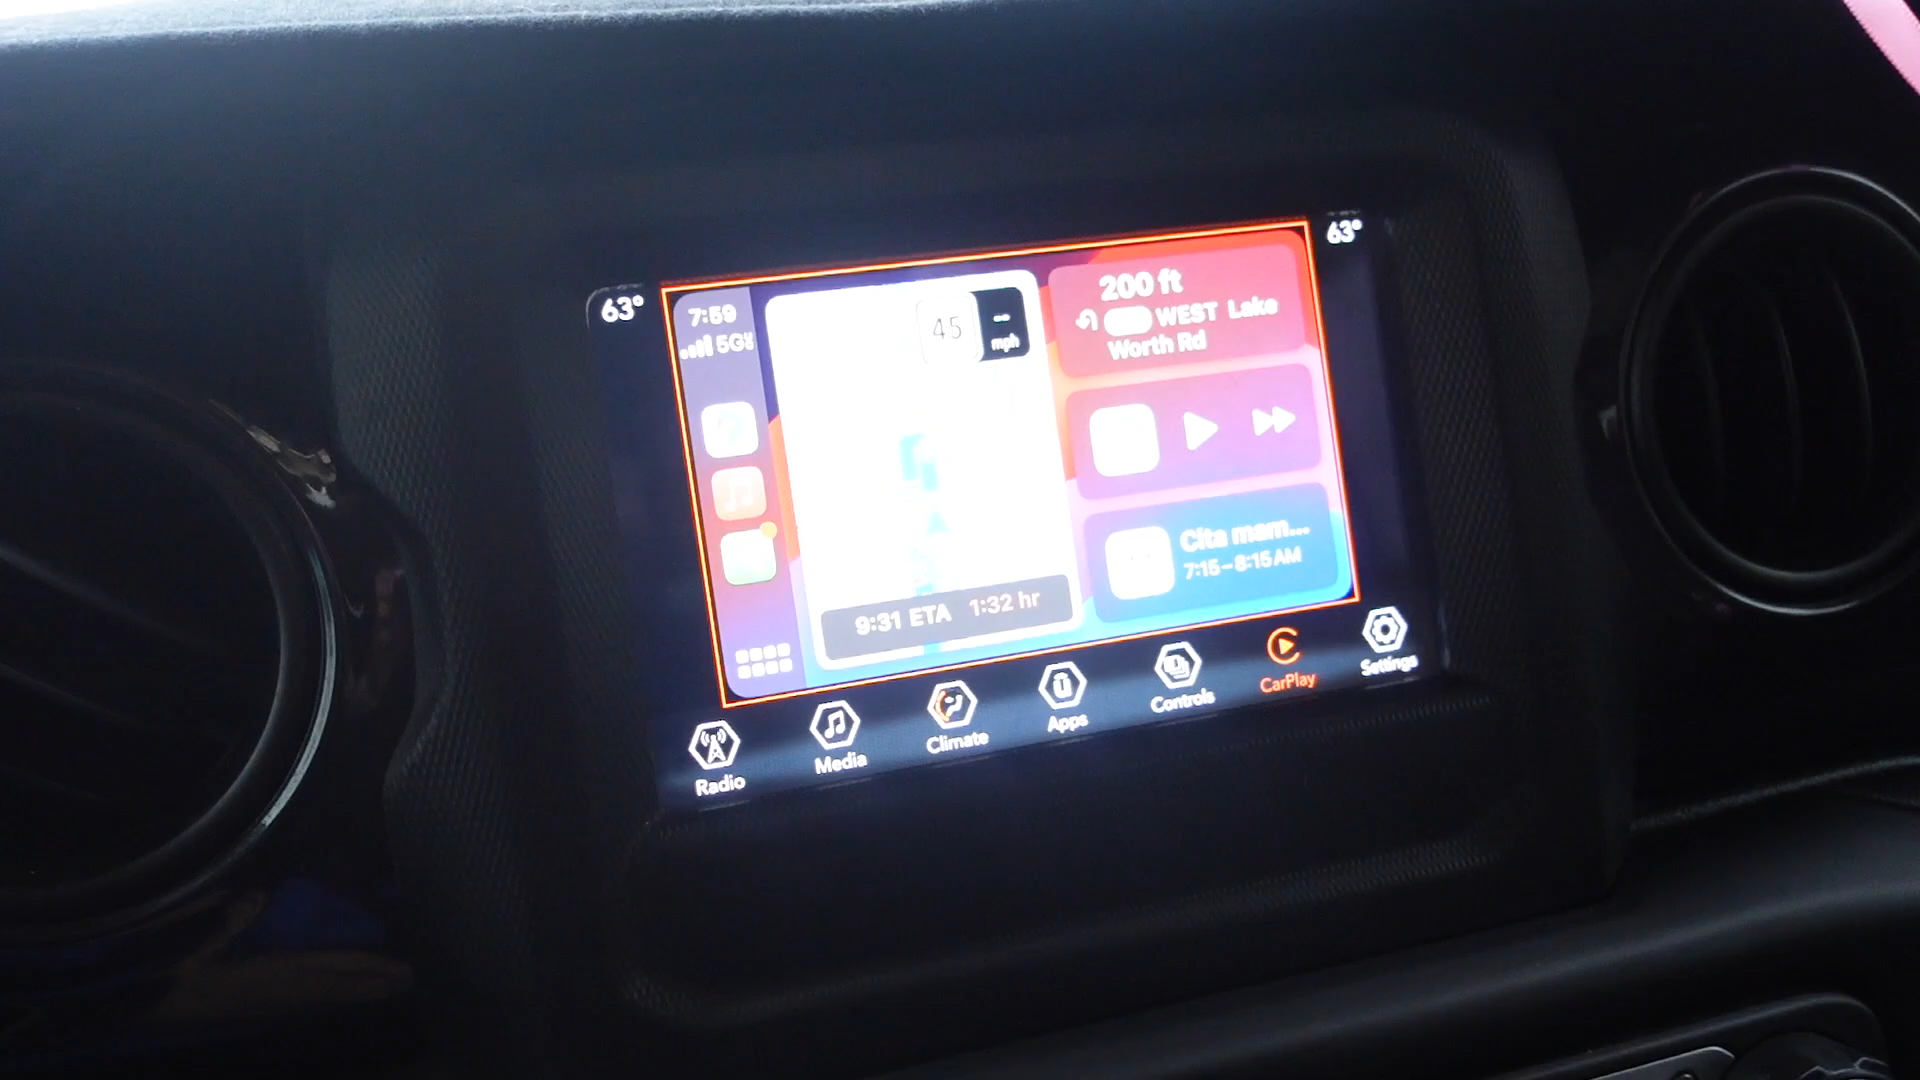 63°
63°
7:59
5G
45
--
mph
200 ft
WEST Lake
Worth Rd
Cita mam...
7:15-8:15 AM
9:31 ETA 1:32 hr
Radio
Media
Climate
Apps
Controls
CarPlay
Settings